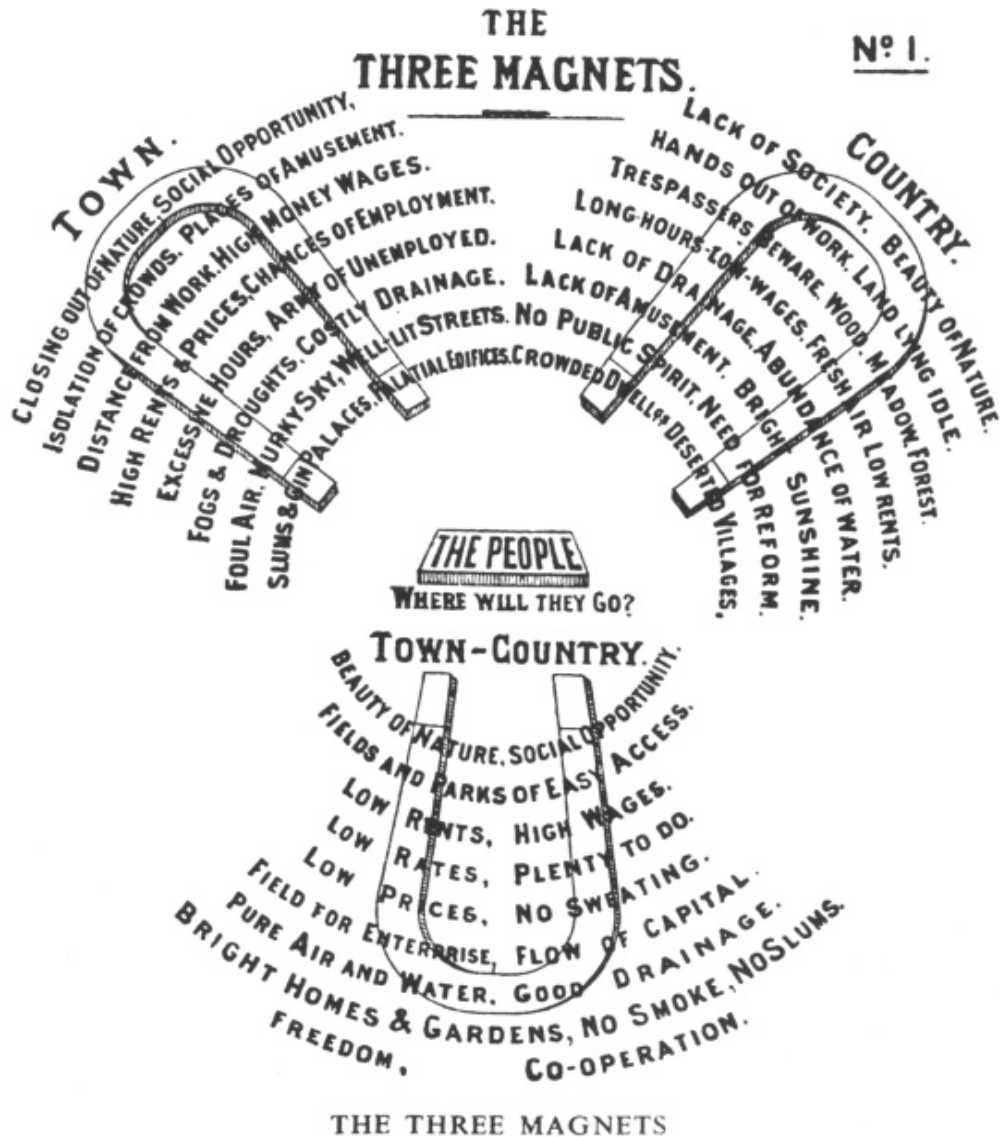 THE
THREE MAGNETS.
Nº 1.
TOWN.
CLOSING OUT OF NATURE. SOCIAL OPPORTUNITY,
ISOLATION OF CROWDS. PLACES OF AMUSEMENT.
DISTANCE FROM WORK. HIGH MONEY WAGES.
HIGH RENTS & PRICES. CHANCES OF EMPLOYMENT.
EXCESSIVE HOURS, ARMY OF UNEMPLOYED.
FOGS & DROUGHTS. COSTLY DRAINAGE.
FOUL AIR. MURKY SKY, WELL-LIT STREETS.
SLUMS & GIN PALACES. PALATIAL EDIFICES.
COUNTRY.
LACK OF SOCIETY. BEAUTY OF NATURE.
HANDS OUT OF WORK. LAND LYING IDLE.
TRESPASSERS BEWARE. WOOD. MEADOW. FOREST.
LONG-HOURS-LOW-WAGES. FRESH AIR LOW RENTS.
LACK OF DRAINAGE. ABUNDANCE OF WATER.
LACK OF AMUSEMENT. BRIGHT SUNSHINE.
NO PUBLIC SPIRIT. NEED FOR REFORM.
CROWDED DWELLGS DESERTED VILLAGES,
THE PEOPLE
WHERE WILL THEY GO?
TOWN-COUNTRY.
BEAUTY OF NATURE. SOCIAL OPPORTUNITY.
FIELDS AND PARKS OF EASY ACCESS.
LOW RENTS, HIGH WAGES.
LOW RATES, PLENTY TO DO.
LOW PRICES, NO SWEATING.
FIELD FOR ENTERPRISE, FLOW OF CAPITAL.
PURE AIR AND WATER, GOOD DRAINAGE.
BRIGHT HOMES & GARDENS, NO SMOKE, NO SLUMS.
FREEDOM, CO-OPERATION.
THE THREE MAGNETS